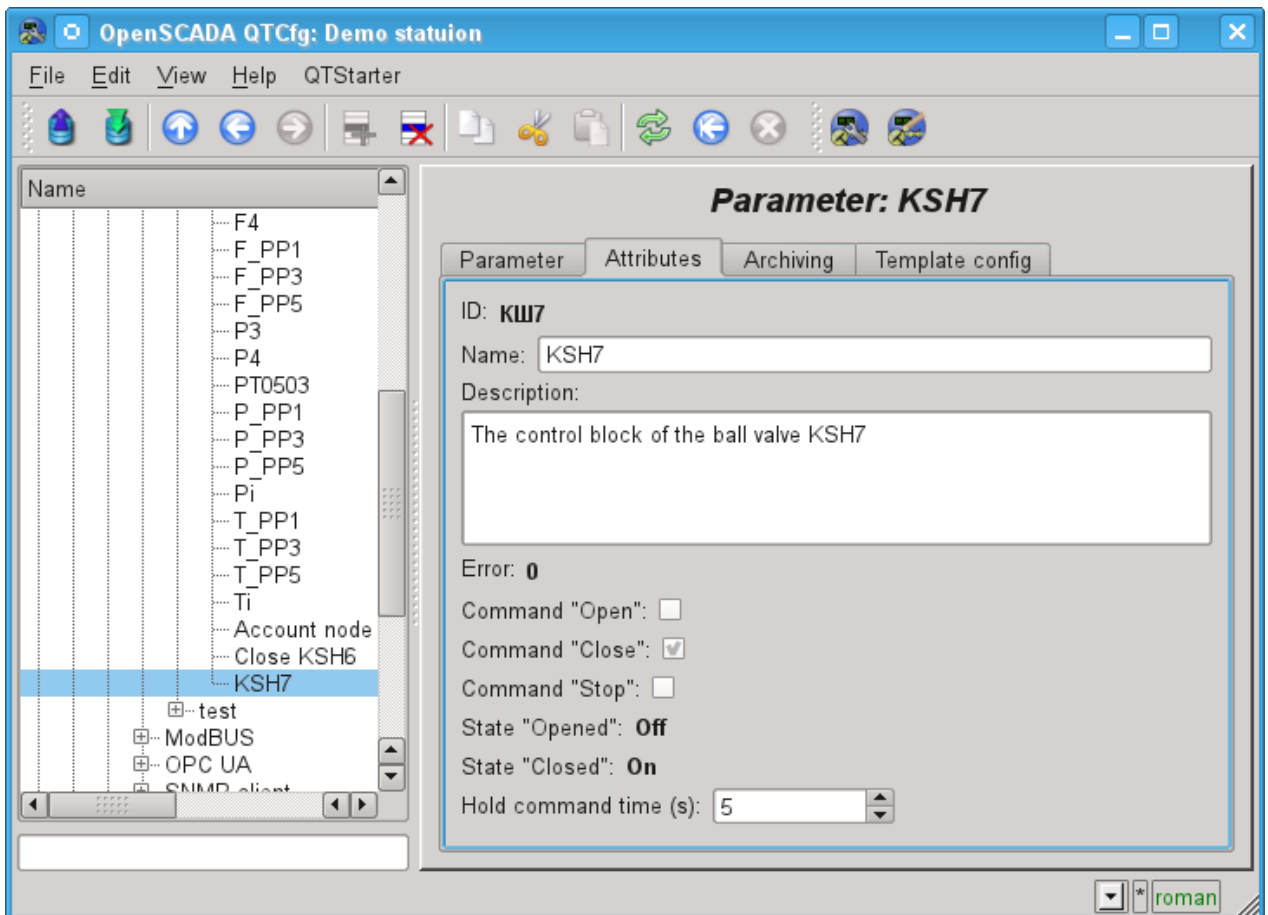 OpenSCADA QTCfg: Demo statuion
File Edit View Help QTStarter
Name
F4
F_PP1
F_PP3
F_PP5
P3
P4
PT0503
P_PP1
P_PP3
P_PP5
Pi
T_PP1
T_PP3
T_PP5
Ti
Account node
Close KSH6
KSH7
test
ModBUS
OPC UA
SNMP client
Parameter: KSH7
Parameter Attributes Archiving Template config
ID: КШ7
Name: KSH7
Description:
The control block of the ball valve KSH7
Error: 0
Command "Open":
Command "Close":
Command "Stop":
State "Opened": Off
State "Closed": On
Hold command time (s): 5
* roman